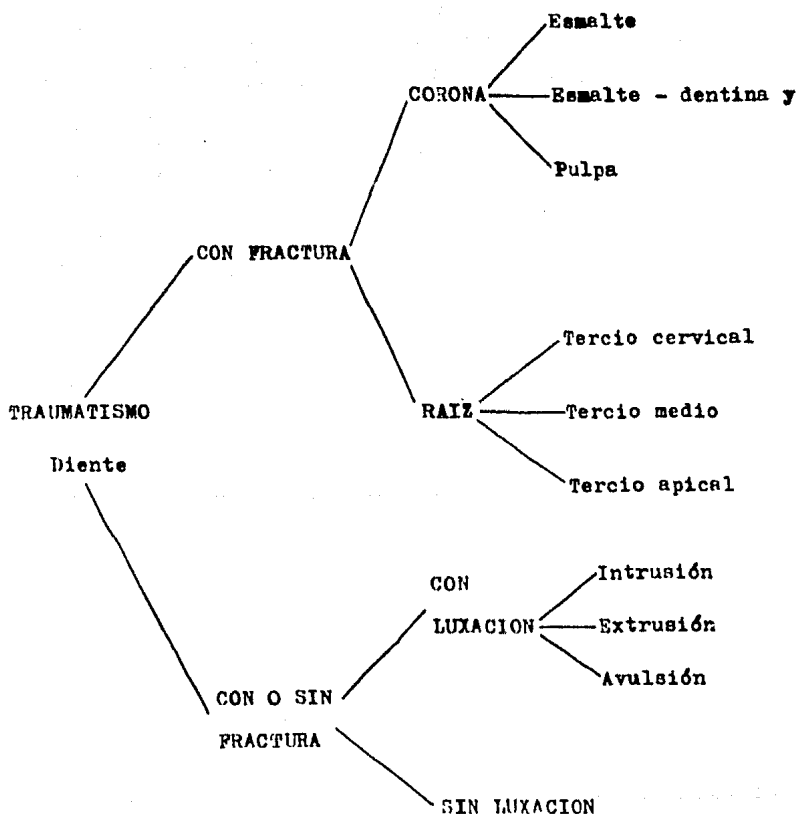 Esmalte
CORONA
Esmalte - dentina y
Pulpa
CON FRACTURA
Tercio cervical
TRAUMATISMO
RAIZ
Tercio medio
Diente
Tercio apical
CON
LUXACION
Intrusión
Extrusión
Avulsión
CON O SIN
FRACTURA
SIN LUXACION